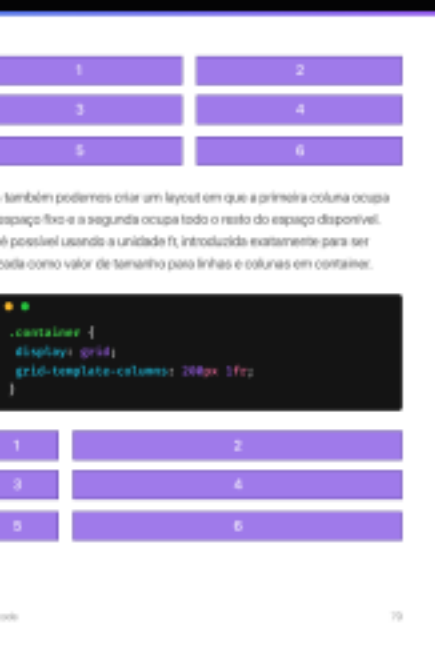 1 2
3 4
5 6
também podemos criar um layout em que a primeira coluna ocupa
espaço fixo e a segunda ocupa todo o resto do espaço disponível.
é possível usando a unidade fr, introduzida exatamente para ser
como valor de tamanho para linhas e colunas em container.
.container {
display: grid;
grid-template-columns: 200px 1fr;
}
1 2
3 4
5 6
79